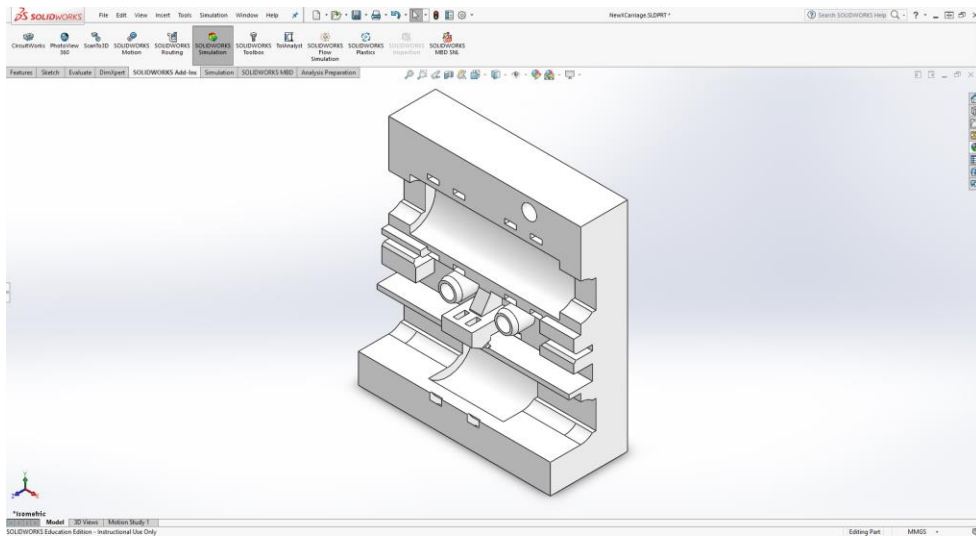 SOLIDWORKS File Edit View Insert Tools Simulation Window Help NewXCarriage.SLDPRT * Search SOLIDWORKS Help
CircuitWorks PhotoView 360 ScanTo3D SOLIDWORKS Motion SOLIDWORKS Routing SOLIDWORKS Simulation SOLIDWORKS Toolbox TolAnalyst SOLIDWORKS Flow Simulation SOLIDWORKS Plastics SOLIDWORKS Inspection SOLIDWORKS MBD SNL
Features Sketch Evaluate DimXpert SOLIDWORKS Add-Ins Simulation SOLIDWORKS MBD Analysis Preparation
*Isometric
Model 3D Views Motion Study 1
SOLIDWORKS Education Edition - Instructional Use Only Editing Part MMGS